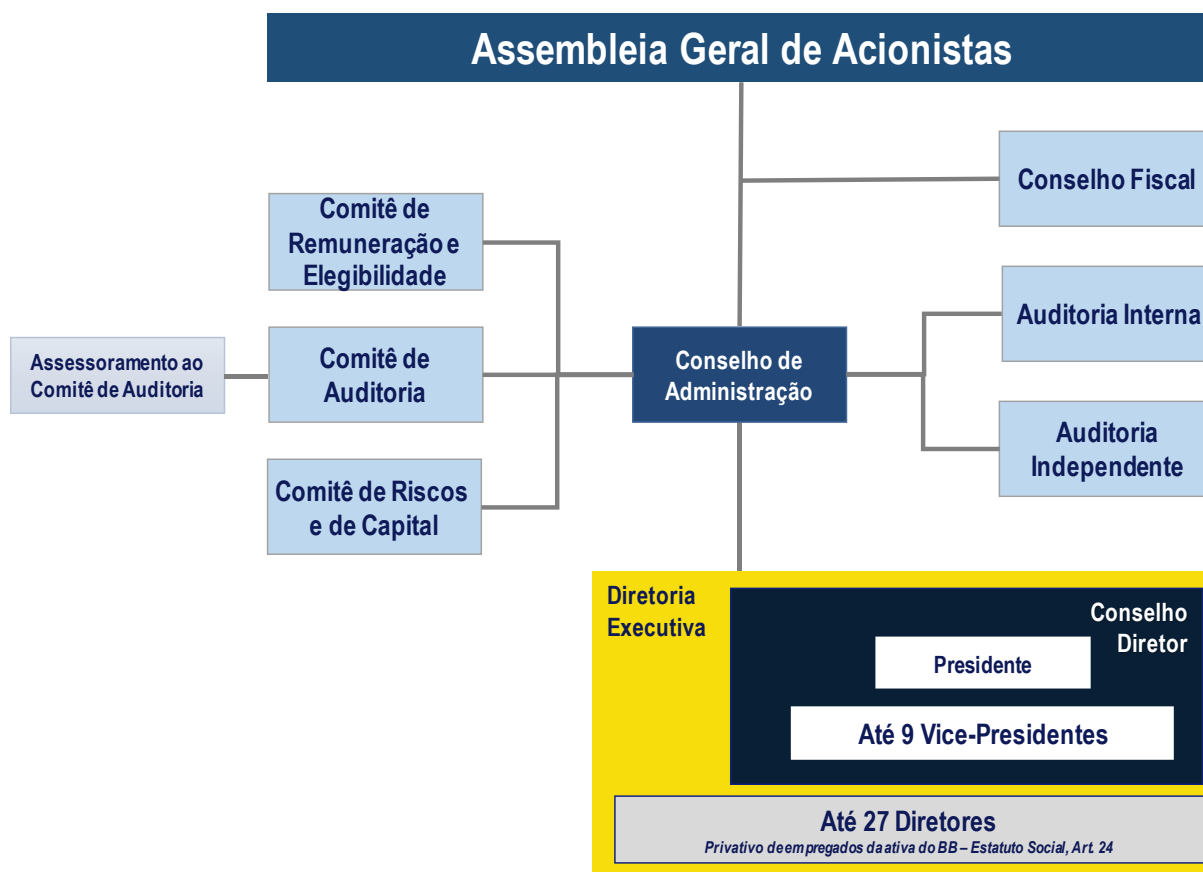 Assembleia Geral de Acionistas
Conselho Fiscal
Comitê de
Remuneração e
Elegibilidade
Auditoria Interna
Assessoramento ao
Comitê de Auditoria
Comitê de
Auditoria
Conselho de
Administração
Auditoria
Independente
Comitê de Riscos
e de Capital
Diretoria
Executiva
Conselho
Diretor
Presidente
Até 9 Vice-Presidentes
Até 27 Diretores
Privativo de empregados da ativa do BB – Estatuto Social, Art. 24